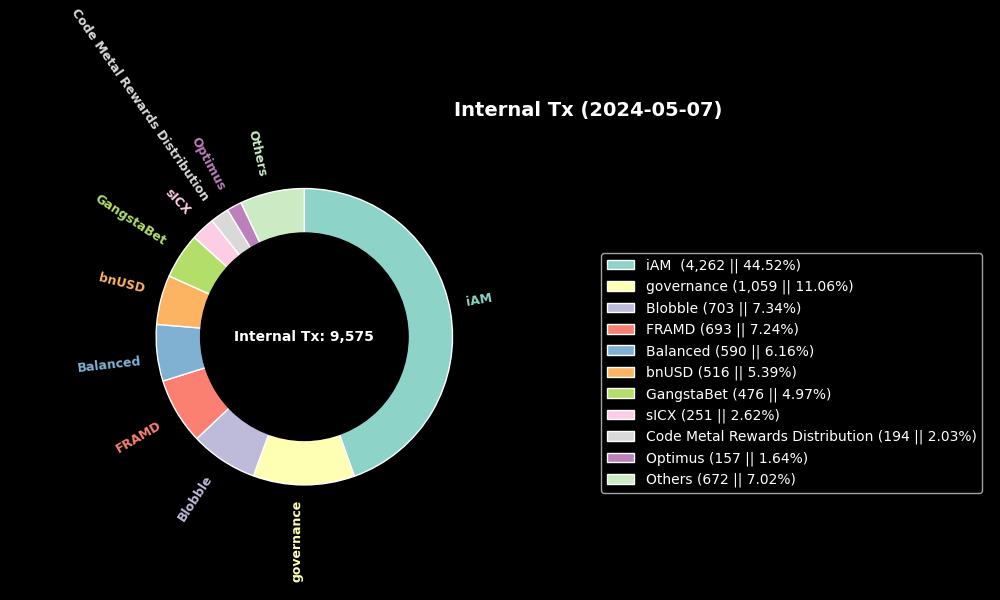 Internal Tx (2024-05-07)
Code Metal Rewards Distribution
Optimus
Others
sICX
GangstaBet
bnUSD
Balanced
FRAMD
Blobble
governance
iAM
Internal Tx: 9,575
iAM  (4,262 || 44.52%)
governance (1,059 || 11.06%)
Blobble (703 || 7.34%)
FRAMD (693 || 7.24%)
Balanced (590 || 6.16%)
bnUSD (516 || 5.39%)
GangstaBet (476 || 4.97%)
sICX (251 || 2.62%)
Code Metal Rewards Distribution (194 || 2.03%)
Optimus (157 || 1.64%)
Others (672 || 7.02%)